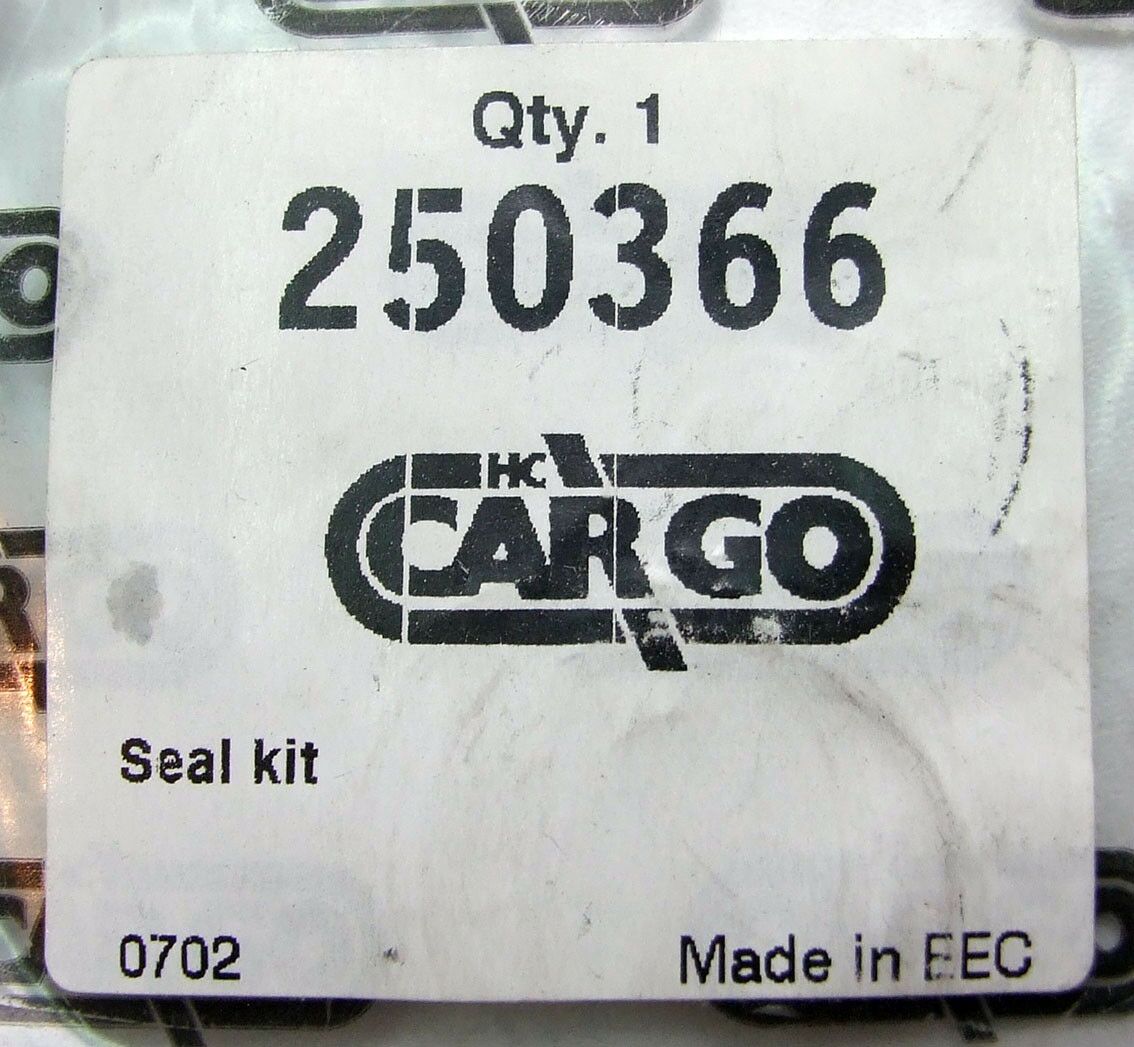 Qty. 1
250366
HC
CARGO
Seal kit
0702
Made in EEC